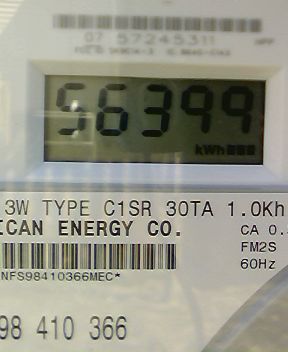 07 57245311
56399
kWh
3W TYPE C1SR 30TA 1.0Kh
ICAN ENERGY CO.
CA 0.
FM2S
60Hz
NFS98410366MEC*
98 410 366